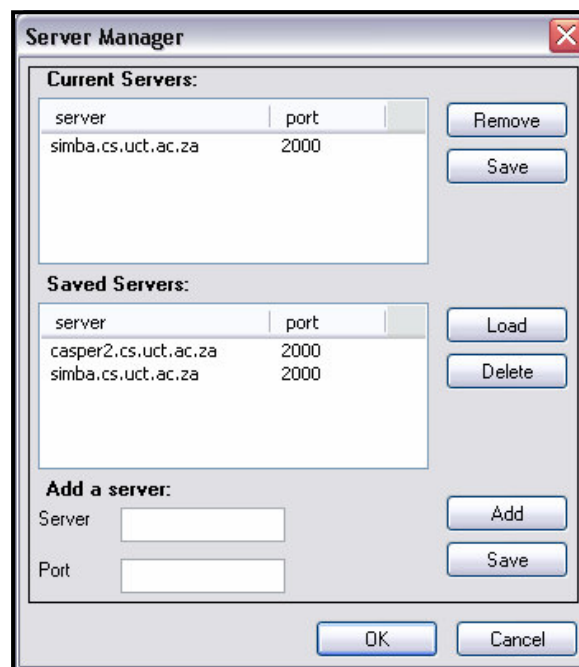 Server Manager
Current Servers:
server port
simba.cs.uct.ac.za 2000
Remove
Save
Saved Servers:
server port
casper2.cs.uct.ac.za 2000
simba.cs.uct.ac.za 2000
Load
Delete
Add a server:
Server
Port
Add
Save
OK Cancel